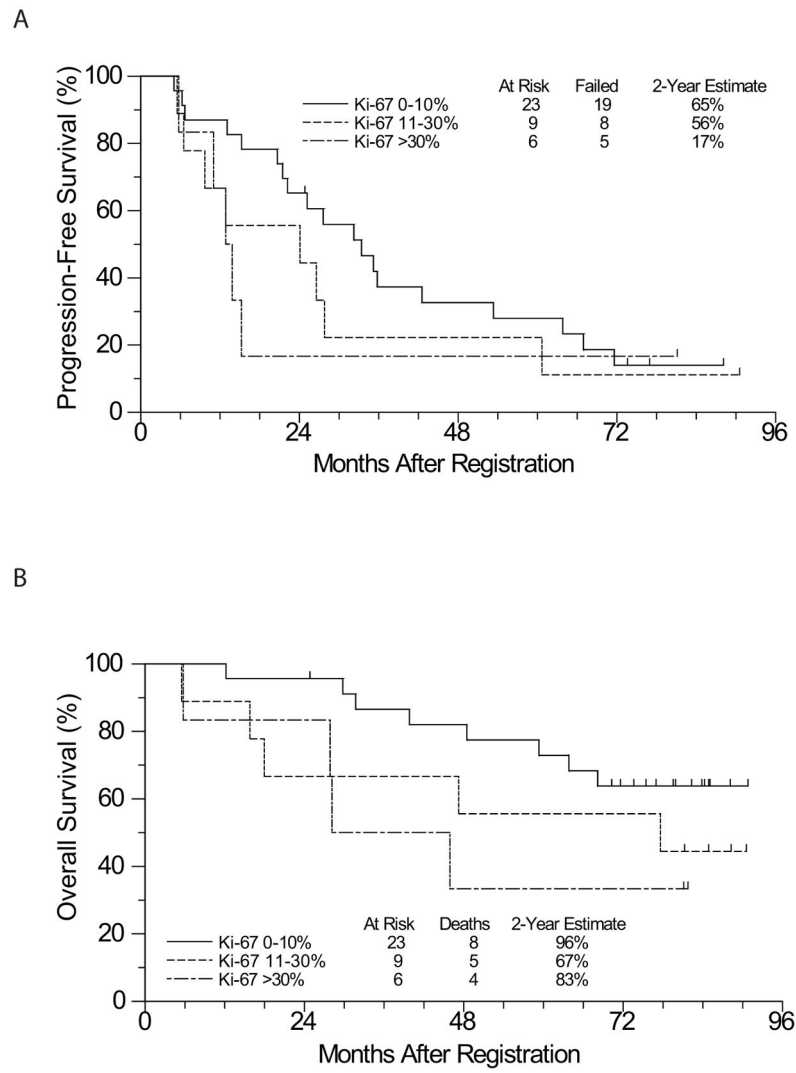 A
100
80
60
40
20
0
Progression-Free Survival (%)
At Risk Failed 2-Year Estimate
Ki-67 0-10% 23 19 65%
Ki-67 11-30% 9 8 56%
Ki-67 >30% 6 5 17%
0 24 48 72 96
Months After Registration
B
100
80
60
40
20
0
Overall Survival (%)
At Risk Deaths 2-Year Estimate
Ki-67 0-10% 23 8 96%
Ki-67 11-30% 9 5 67%
Ki-67 >30% 6 4 83%
0 24 48 72 96
Months After Registration